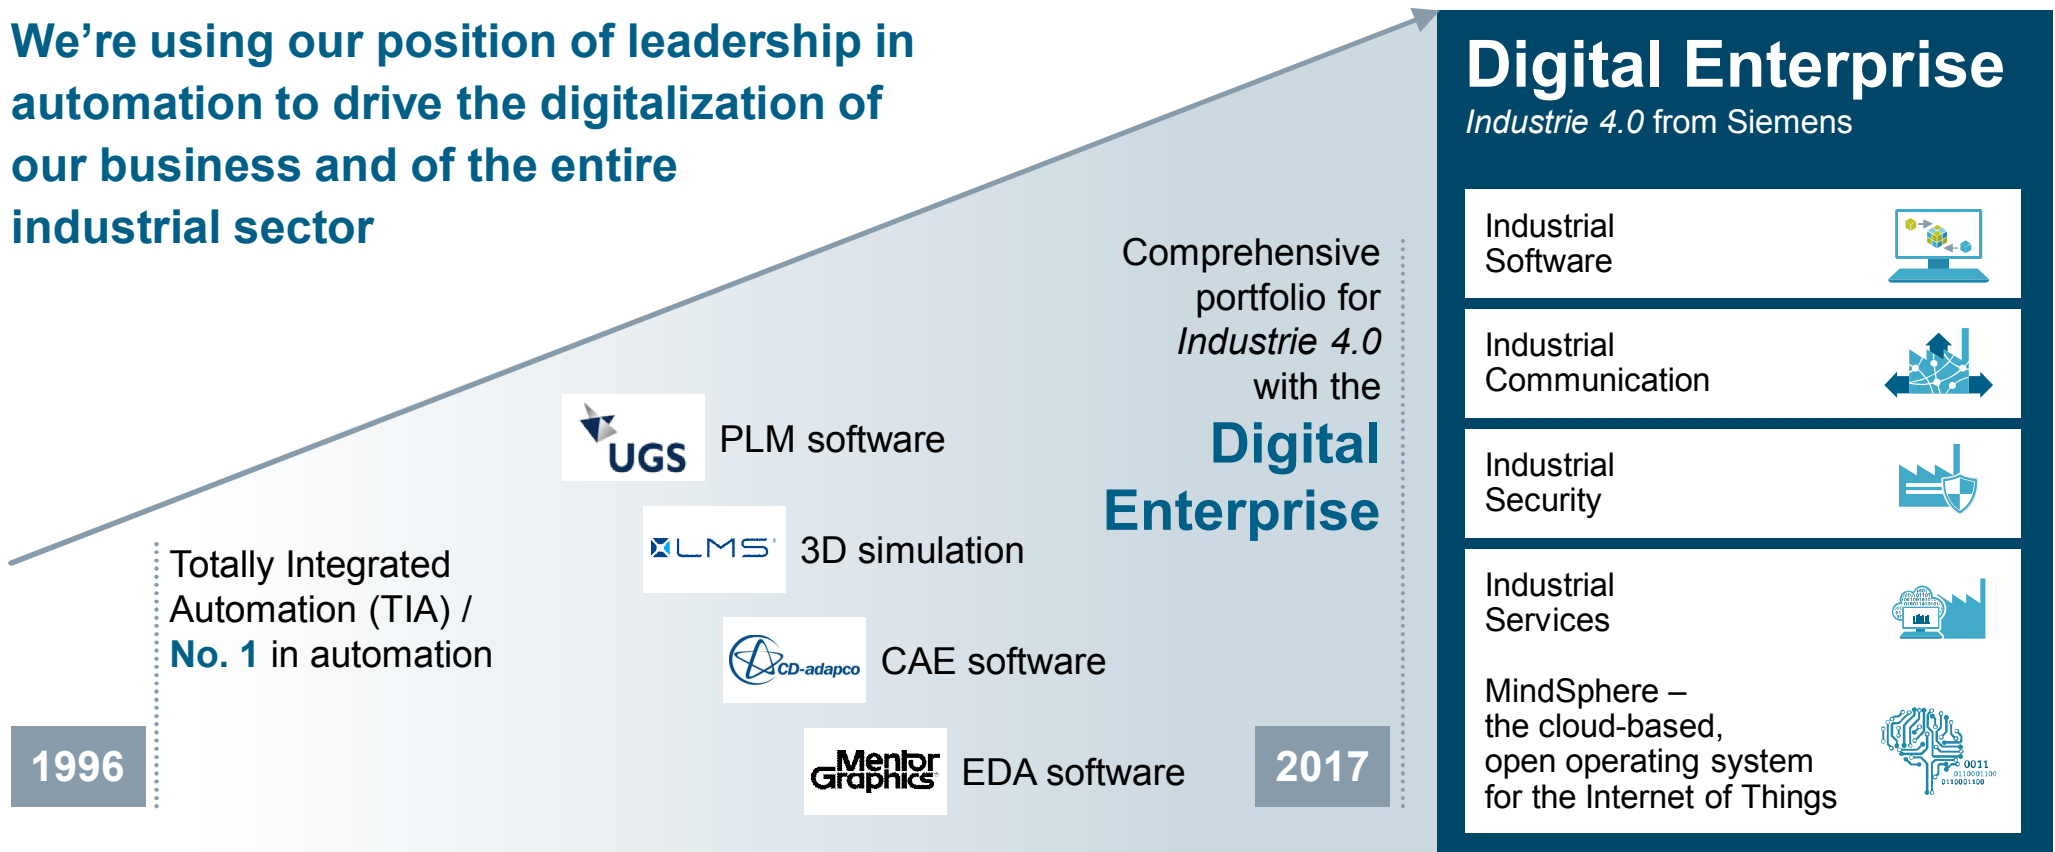 We're using our position of leadership in
automation to drive the digitalization of
our business and of the entire
industrial sector
Totally Integrated
Automation (TIA) /
No. 1 in automation
1996
UGS
PLM software
LMS
3D simulation
CD-adapco
CAE software
Mentor
Graphics
EDA software
Comprehensive
portfolio for
Industrie 4.0
with the
Digital
Enterprise
2017
Digital Enterprise
Industrie 4.0 from Siemens
Industrial
Software
Industrial
Communication
Industrial
Security
Industrial
Services
MindSphere –
the cloud-based,
open operating system
for the Internet of Things
0011
0110001100
0110001100